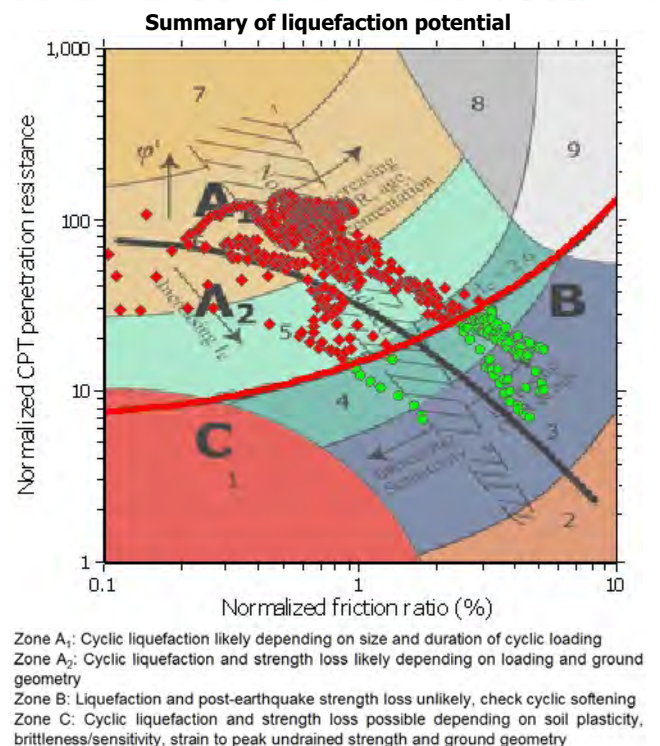 Summary of liquefaction potential
1,000
100
10
1
0.1
1
10
Normalized CPT penetration resistance
Normalized friction ratio (%)
7
8
9
φ'
A1
A2
B
C
Increasing Ic
5
4
3
2
1
Zone A₁: Cyclic liquefaction likely depending on size and duration of cyclic loading
Zone A₂: Cyclic liquefaction and strength loss likely depending on loading and ground
geometry
Zone B: Liquefaction and post-earthquake strength loss unlikely, check cyclic softening
Zone C: Cyclic liquefaction and strength loss possible depending on soil plasticity,
brittleness/sensitivity, strain to peak undrained strength and ground geometry